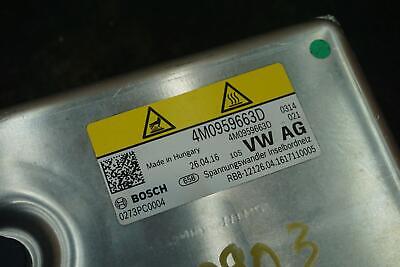 4M0959663D
4M0959663D 0314
Made in Hungary 021
26.04.16 105 VW AG
BOSCH 658 Spannungswandler Inselbordnetz
0273PC0004 RB8-12126.04.1617110005